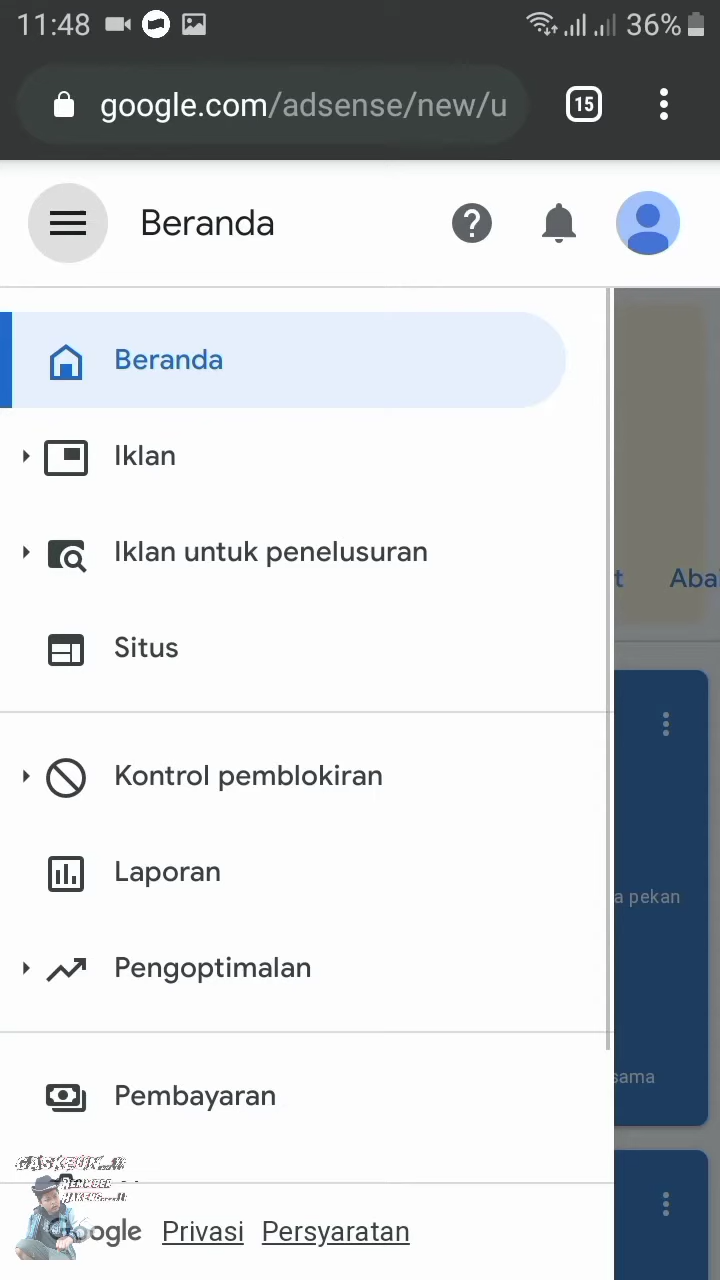 11:48 36%
google.com/adsense/new/u 15
Beranda
Beranda
Iklan
Iklan untuk penelusuran
t Aba
Situs
Kontrol pemblokiran
Laporan
a pekan
Pengoptimalan
sama
Pembayaran
Google Privasi Persyaratan